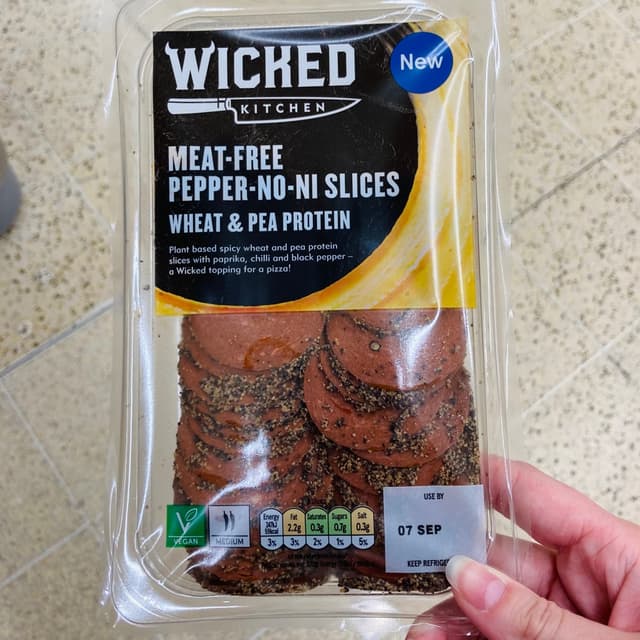 WICKED
New
KITCHEN
MEAT-FREE
PEPPER-NO-NI SLICES
WHEAT & PEA PROTEIN
Plant based spicy wheat and pea protein
slices with paprika, chilli and black pepper –
a Wicked topping for a pizza!
USE BY
07 SEP
KEEP REFRIGE
V
VEGAN
MEDIUM
Energy Fat Saturates Sugars Salt
2.2g 0.3g 0.7g 0.3g
3% 3% 2% 1% 5%